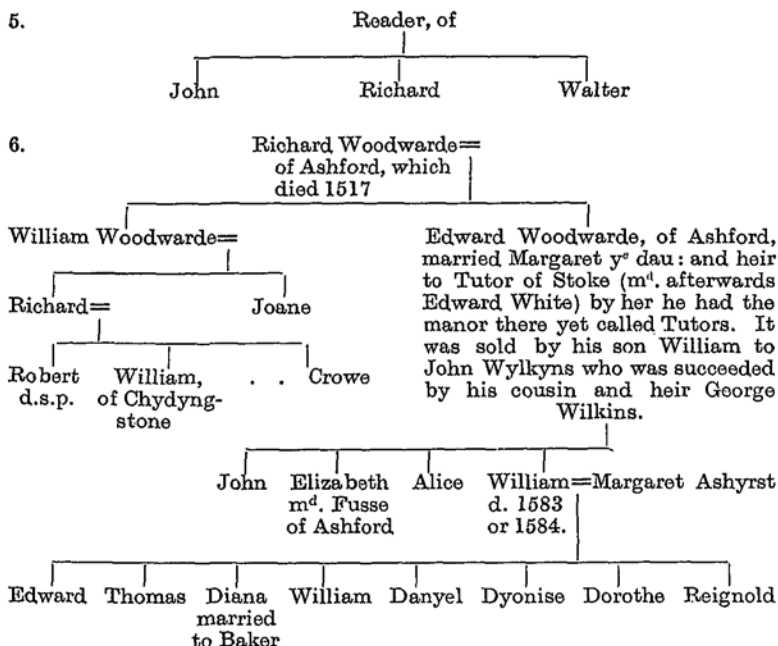 5.
Reader, of
John Richard Walter
6.
Richard Woodwarde=
of Ashford, which
died 1517
William Woodwarde=
Richard= Joane
Robert
d.s.p.
William,
of Chydyng-
stone
. . Crowe
Edward Woodwarde, of Ashford,
married Margaret yᵉ dau: and heir
to Tutor of Stoke (mᵈ. afterwards
Edward White) by her he had the
manor there yet called Tutors. It
was sold by his son William to
John Wylkyns who was succeeded
by his cousin and heir George
Wilkins.
John Elizabeth Alice William=Margaret Ashyrst
mᵈ. Fusse d. 1583
of Ashford or 1584.
Edward Thomas Diana William Danyel Dyonise Dorothe Reignold
married
to Baker